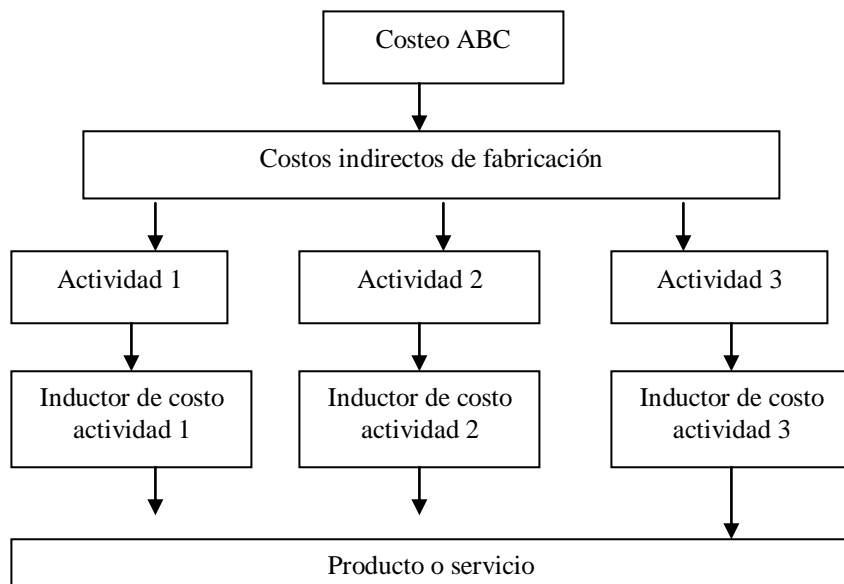 Costeo ABC
Costos indirectos de fabricación
Actividad 1
Actividad 2
Actividad 3
Inductor de costo
actividad 1
Inductor de costo
actividad 2
Inductor de costo
actividad 3
Producto o servicio